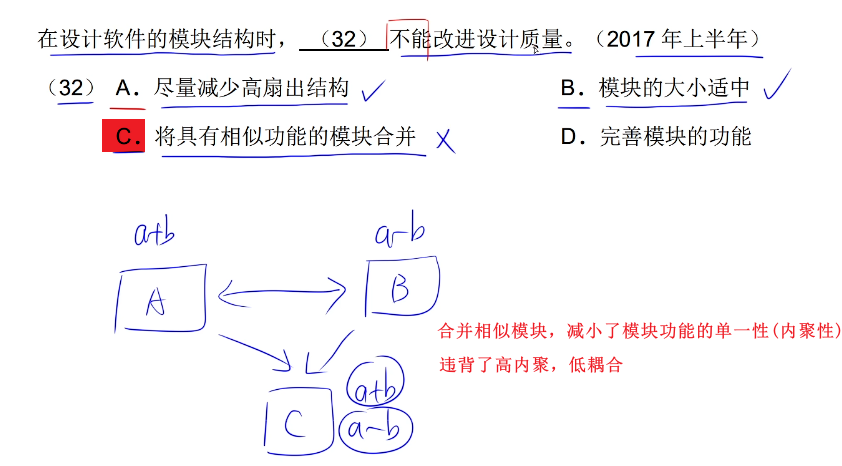 在设计软件的模块结构时，（32）不能改进设计质量。（2017 年上半年）
（32） A．尽量减少高扇出结构 ✓ B．模块的大小适中 ✓
C．将具有相似功能的模块合并 X D．完善模块的功能
a+b a-b
A B
合并相似模块，减小了模块功能的单一性(内聚性)
违背了高内聚，低耦合
a+b
C a-b